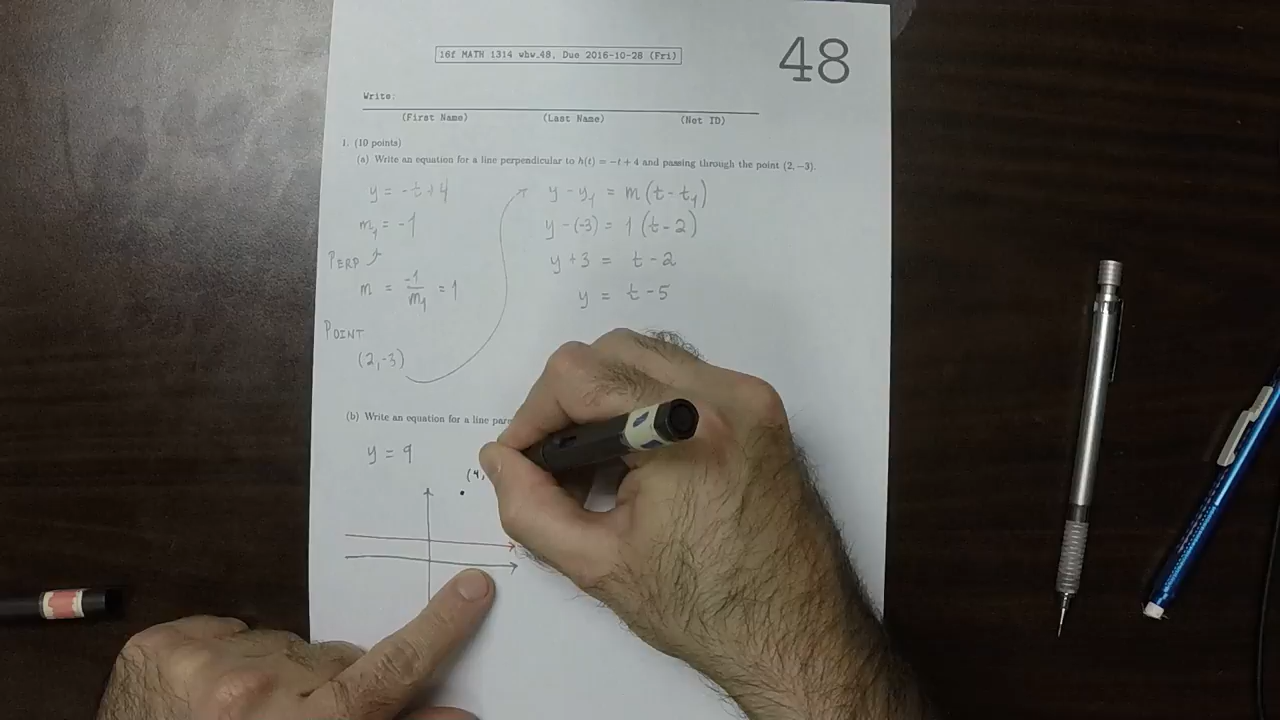 16f MATH 1314 wbw.48, Due 2016-10-28 (Fri)
48
Write:
(First Name) (Last Name) (Not ID)
1. (10 points)
(a) Write an equation for a line perpendicular to h(t) = −t + 4 and passing through the point (2, −3).
y = -t+4
m₁ = -1
PERP
m = -1/m₁ = 1
POINT
(2,-3)
y - y₁ = m(t - t₁)
y - (-3) = 1 (t - 2)
y + 3 = t - 2
y = t - 5
(b) Write an equation for a line
y = 9
(4,